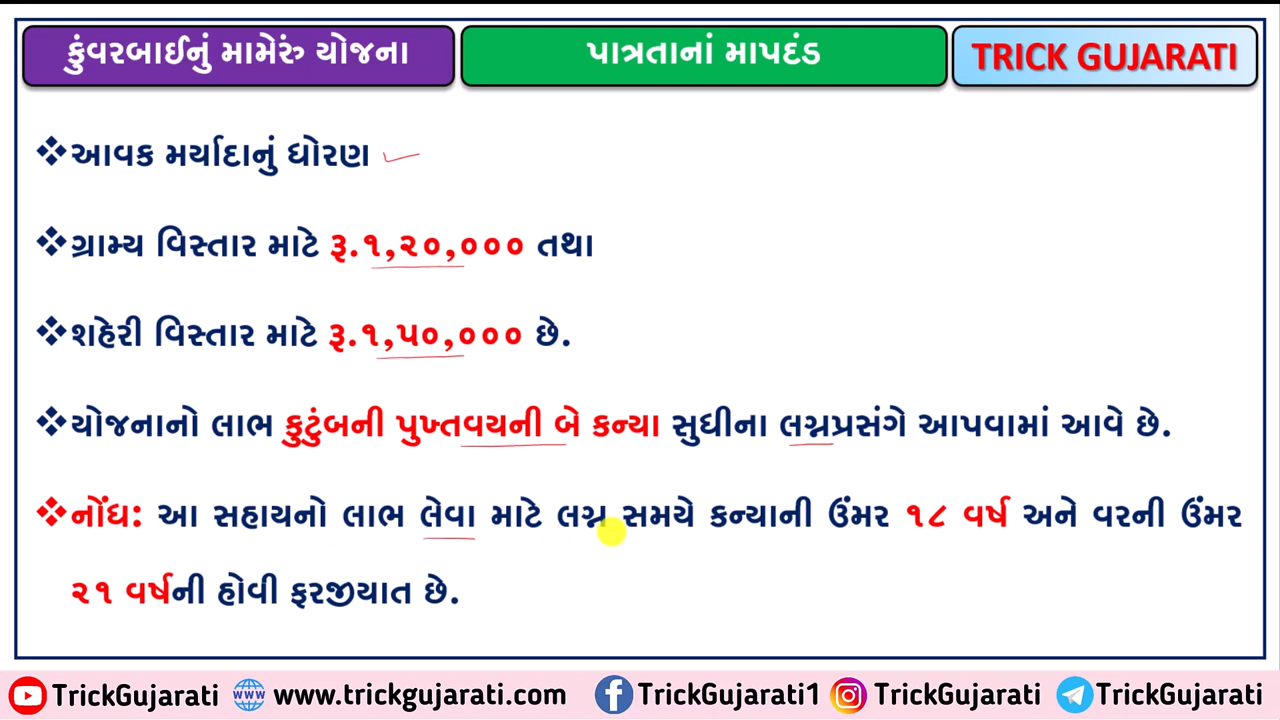 કુંવરબાઈનું મામેરું યોજના
પાત્રતાનાં માપદંડ
TRICK GUJARATI
❖આવક મર્યાદાનું ધોરણ
❖ગ્રામ્ય વિસ્તાર માટે રૂ.૧,૨૦,૦૦૦ તથા
❖શહેરી વિસ્તાર માટે રૂ.૧,૫૦,૦૦૦ છે.
❖યોજનાનો લાભ કુટુંબની પુખ્તવયની બે કન્યા સુધીના લગ્નપ્રસંગે આપવામાં આવે છે.
❖નોંધ: આ સહાયનો લાભ લેવા માટે લગ્ન સમયે કન્યાની ઉંમર ૧૮ વર્ષ અને વરની ઉંમર
૨૧ વર્ષની હોવી ફરજીયાત છે.
TrickGujarati www.trickgujarati.com TrickGujarati1 TrickGujarati TrickGujarati